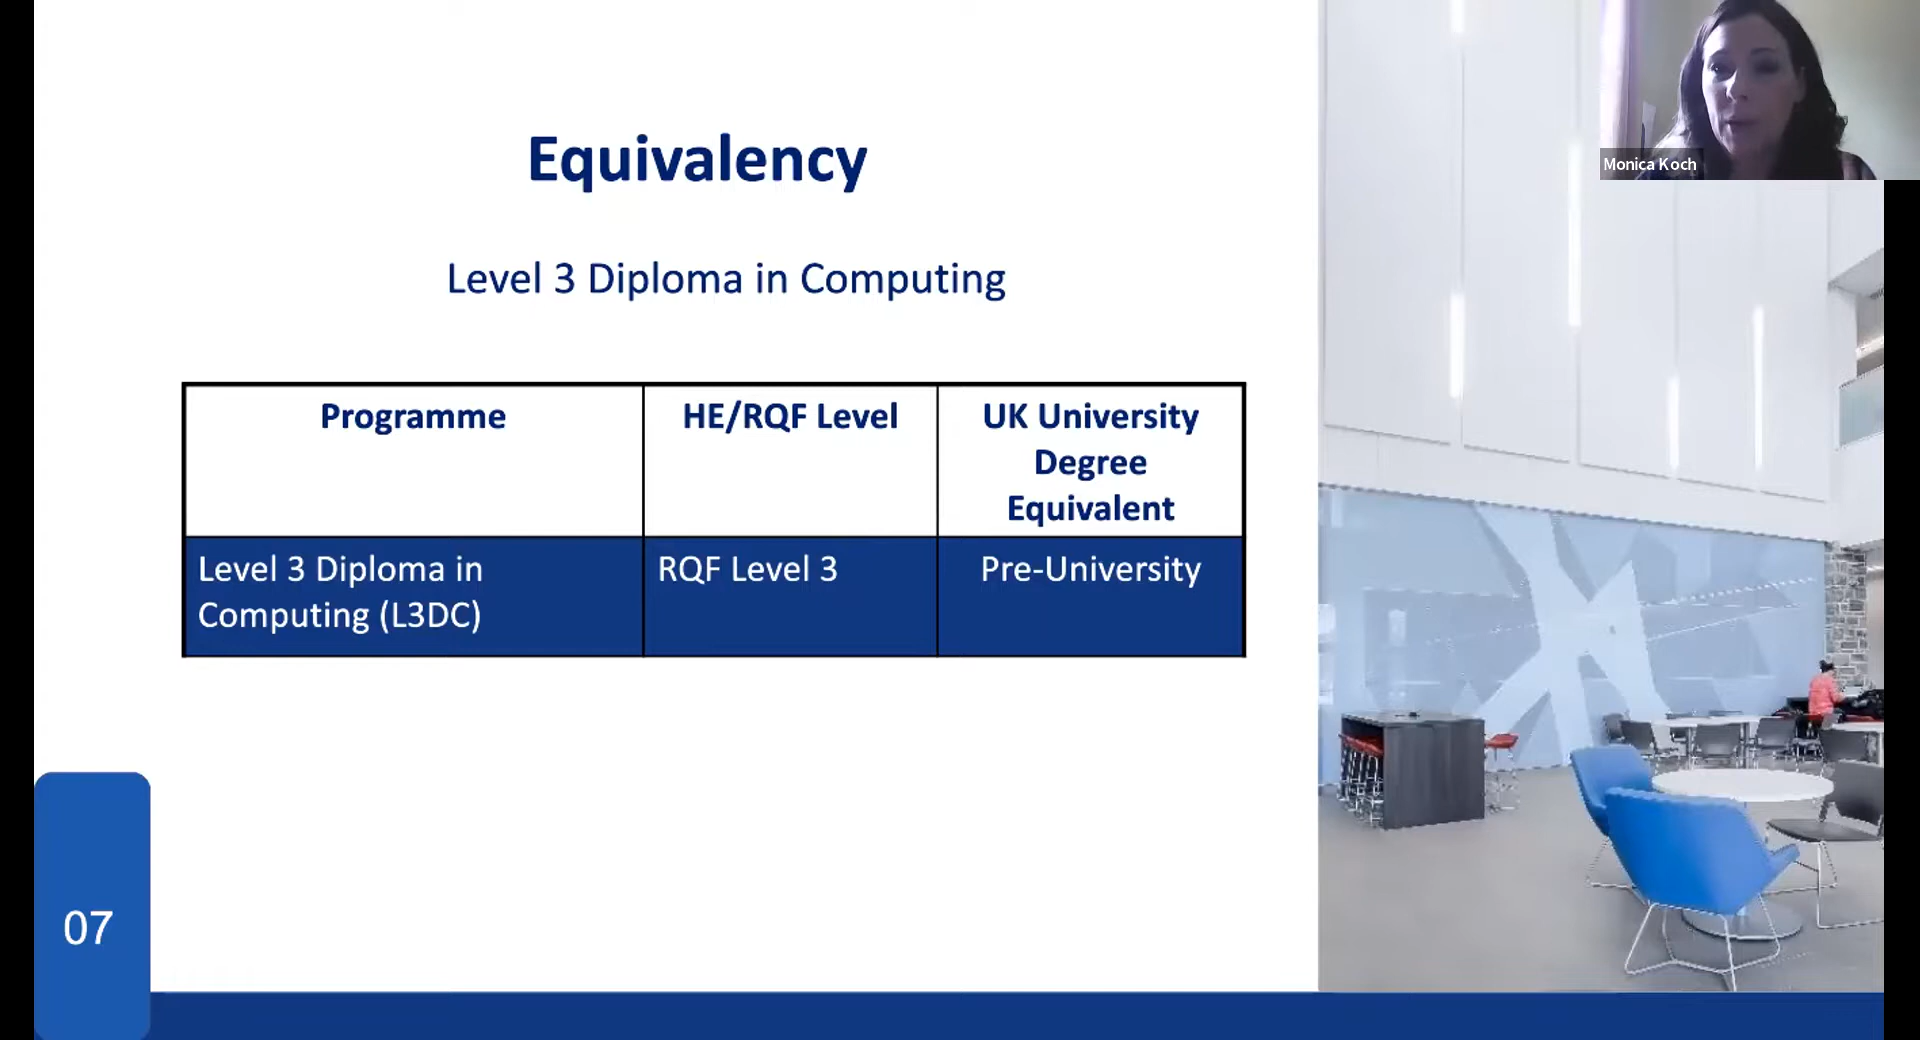 Equivalency
Level 3 Diploma in Computing
Programme
HE/RQF Level
UK University
Degree
Equivalent
Level 3 Diploma in
Computing (L3DC)
RQF Level 3
Pre-University
07
Monica Koch